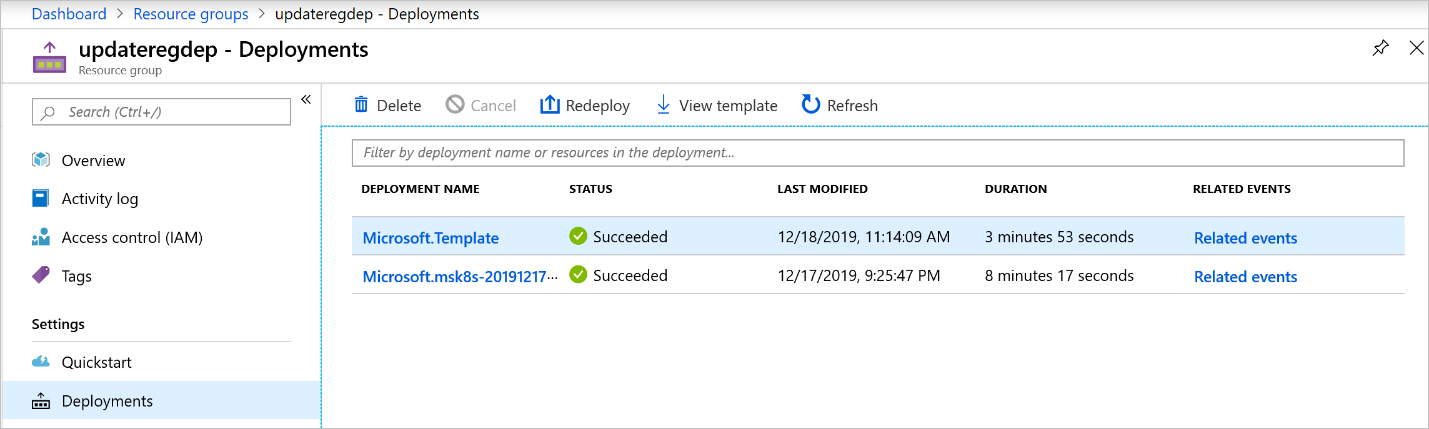 Dashboard > Resource groups > updateregdep - Deployments
updateregdep - Deployments
Resource group
Search (Ctrl+/)
«
Overview
Activity log
Access control (IAM)
Tags
Settings
Quickstart
Deployments
Delete Cancel Redeploy View template Refresh
Filter by deployment name or resources in the deployment...
DEPLOYMENT NAME STATUS LAST MODIFIED DURATION RELATED EVENTS
Microsoft.Template Succeeded 12/18/2019, 11:14:09 AM 3 minutes 53 seconds Related events
Microsoft.msk8s-20191217··· Succeeded 12/17/2019, 9:25:47 PM 8 minutes 17 seconds Related events